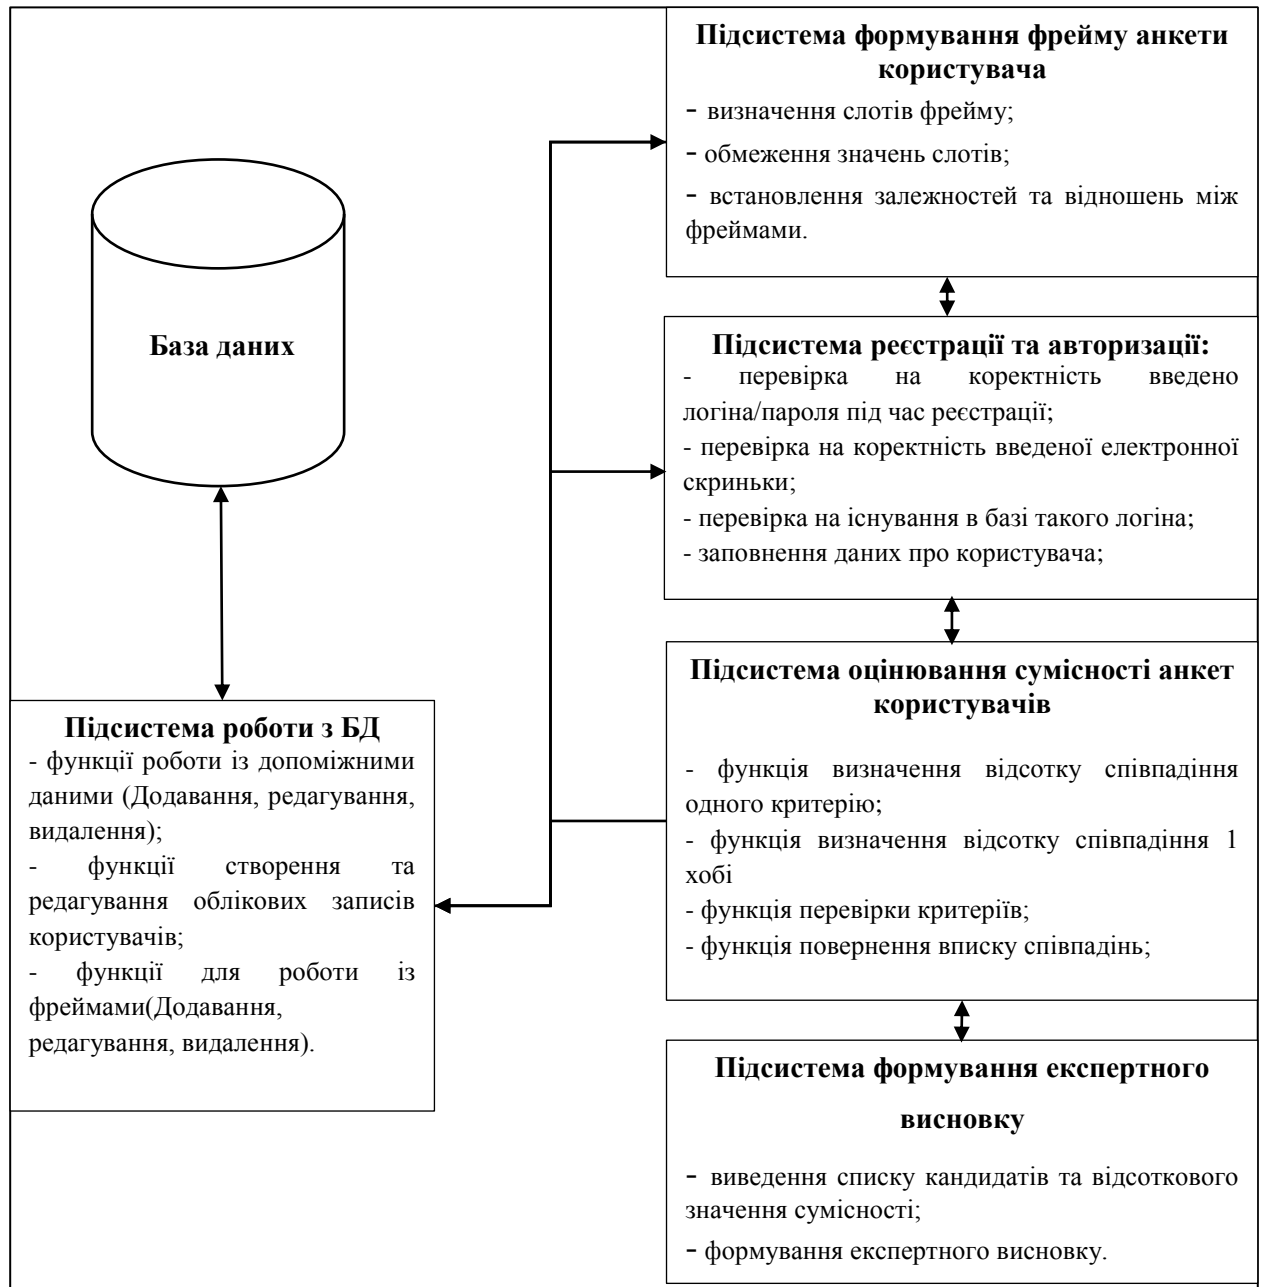 Підсистема формування фрейму анкети
користувача
- визначення слотів фрейму;
- обмеження значень слотів;
- встановлення залежностей та відношень між
фреймами.
База даних
Підсистема реєстрації та авторизації:
- перевірка на коректність введено
логіна/пароля під час реєстрації;
- перевірка на коректність введеної електронної
скриньки;
- перевірка на існування в базі такого логіна;
- заповнення даних про користувача;
Підсистема оцінювання сумісності анкет
користувачів
- функція визначення відсотку співпадіння
одного критерію;
- функція визначення відсотку співпадіння 1
хобі
- функція перевірки критеріїв;
- функція повернення вписку співпадінь;
Підсистема роботи з БД
- функції роботи із допоміжними
даними (Додавання, редагування,
видалення);
- функції створення та
редагування облікових записів
користувачів;
- функції для роботи із
фреймами(Додавання,
редагування, видалення).
Підсистема формування експертного
висновку
- виведення списку кандидатів та відсоткового
значення сумісності;
- формування експертного висновку.